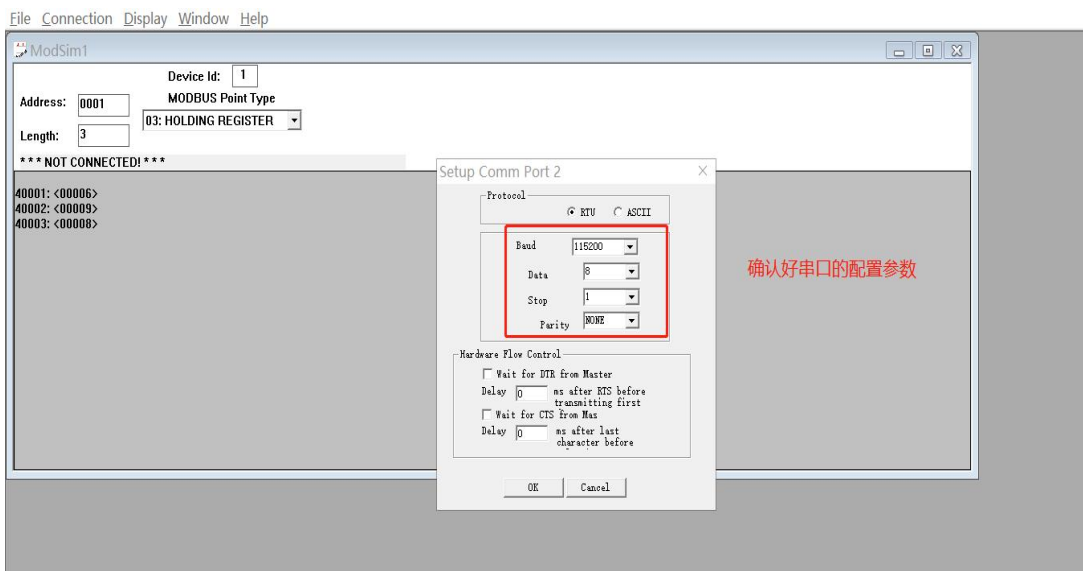 File Connection Display Window Help
ModSim1
Device Id: 1
Address: 0001
MODBUS Point Type
03: HOLDING REGISTER
Length: 3
* * * NOT CONNECTED! * * *
40001: <00006>
40002: <00009>
40003: <00008>
Setup Comm Port 2
Protocol
RTU ASCII
Baud 115200
Data 8
Stop 1
Parity NONE
确认好串口的配置参数
Hardware Flow Control
Wait for DTR from Master
Delay 0 ms after RTS before
transmitting first
Wait for CTS from Mas
Delay 0 ms after last
character before
OK Cancel